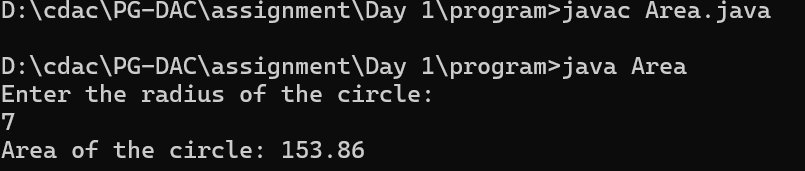 D:\cdac\PG-DAC\assignment\Day 1\program>javac Area.java
D:\cdac\PG-DAC\assignment\Day 1\program>java Area
Enter the radius of the circle:
7
Area of the circle: 153.86